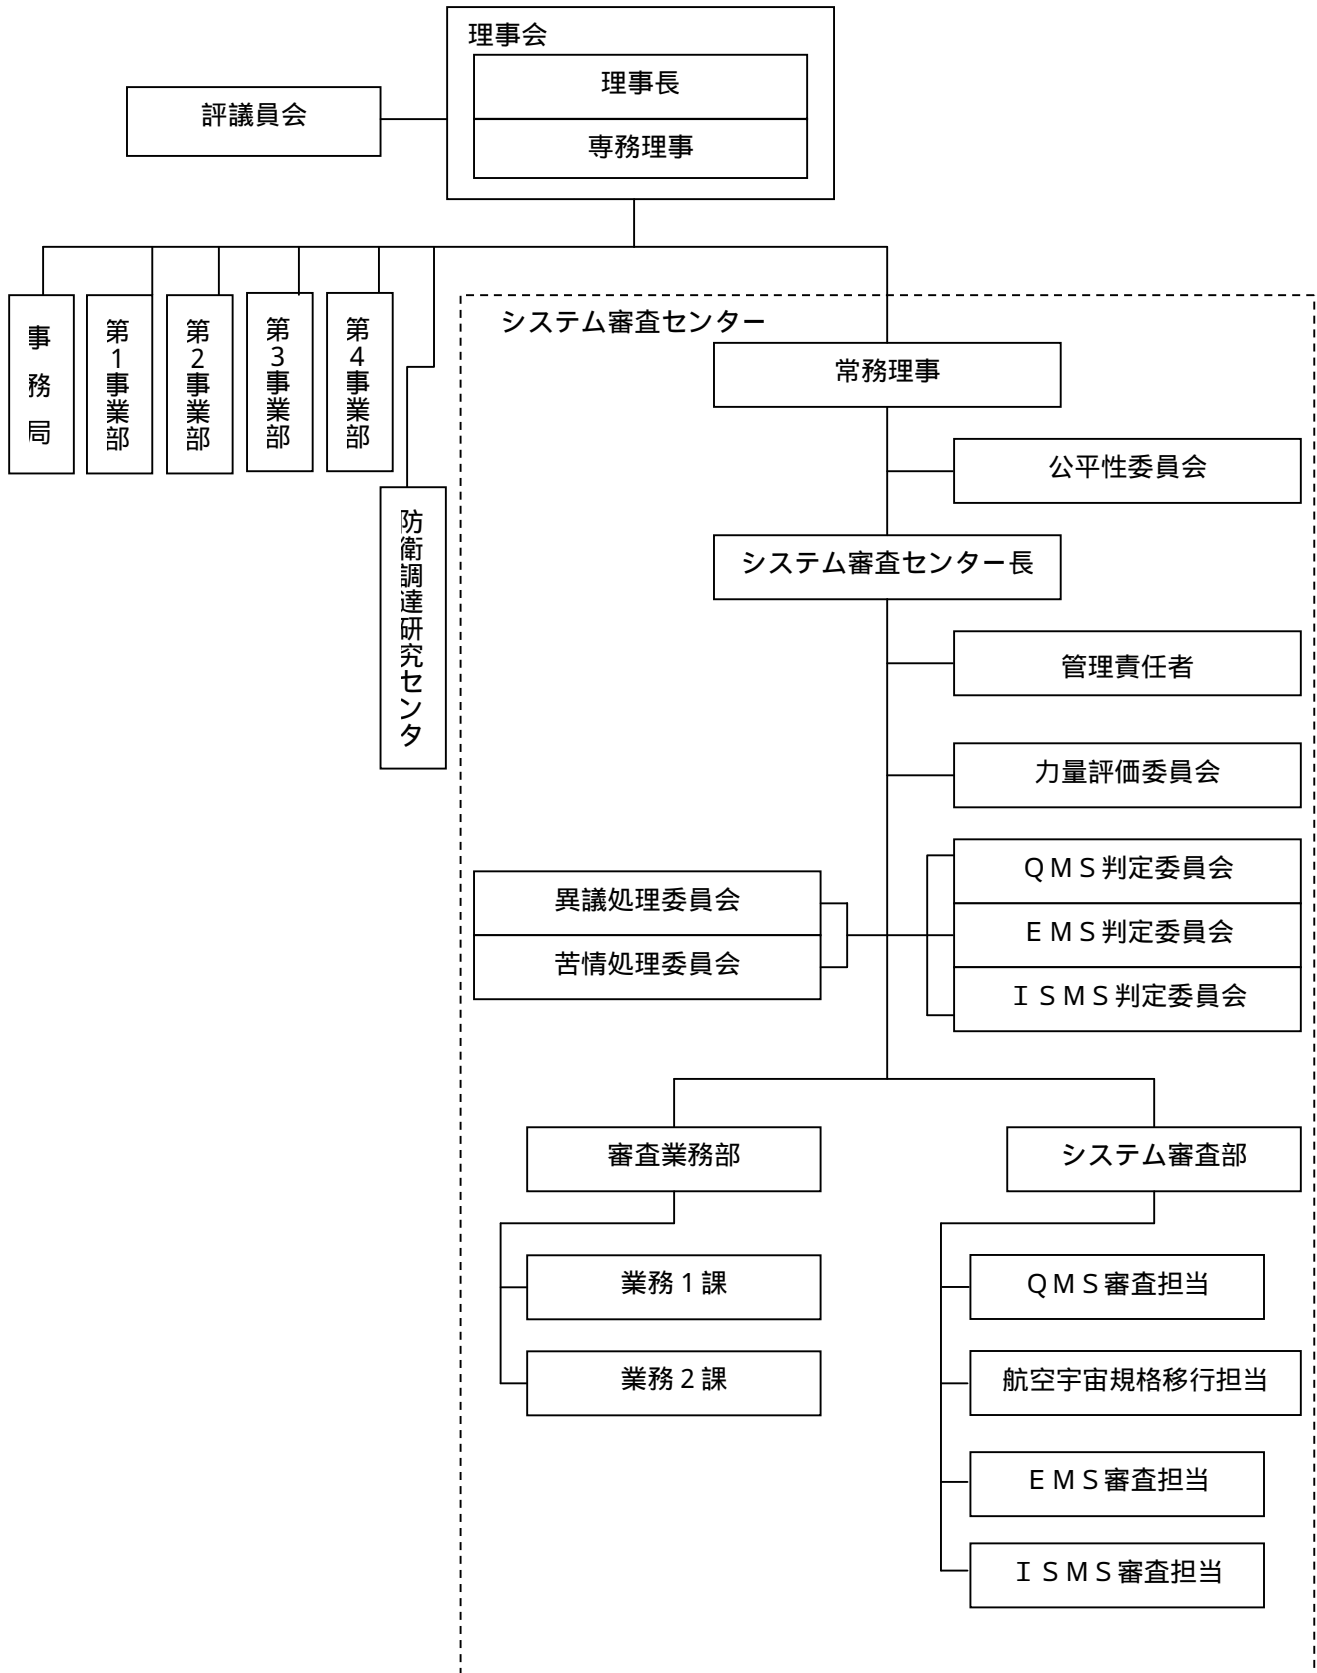 理事会
理事長
評議員会
専務理事
事務局
第1事業部
第2事業部
第3事業部
第4事業部
防衛調達研究センタ
システム審査センター
常務理事
公平性委員会
システム審査センター長
管理責任者
力量評価委員会
異議処理委員会
苦情処理委員会
ＱＭＳ判定委員会
ＥＭＳ判定委員会
ＩＳＭＳ判定委員会
審査業務部
システム審査部
業務１課
業務２課
ＱＭＳ審査担当
航空宇宙規格移行担当
ＥＭＳ審査担当
ＩＳＭＳ審査担当